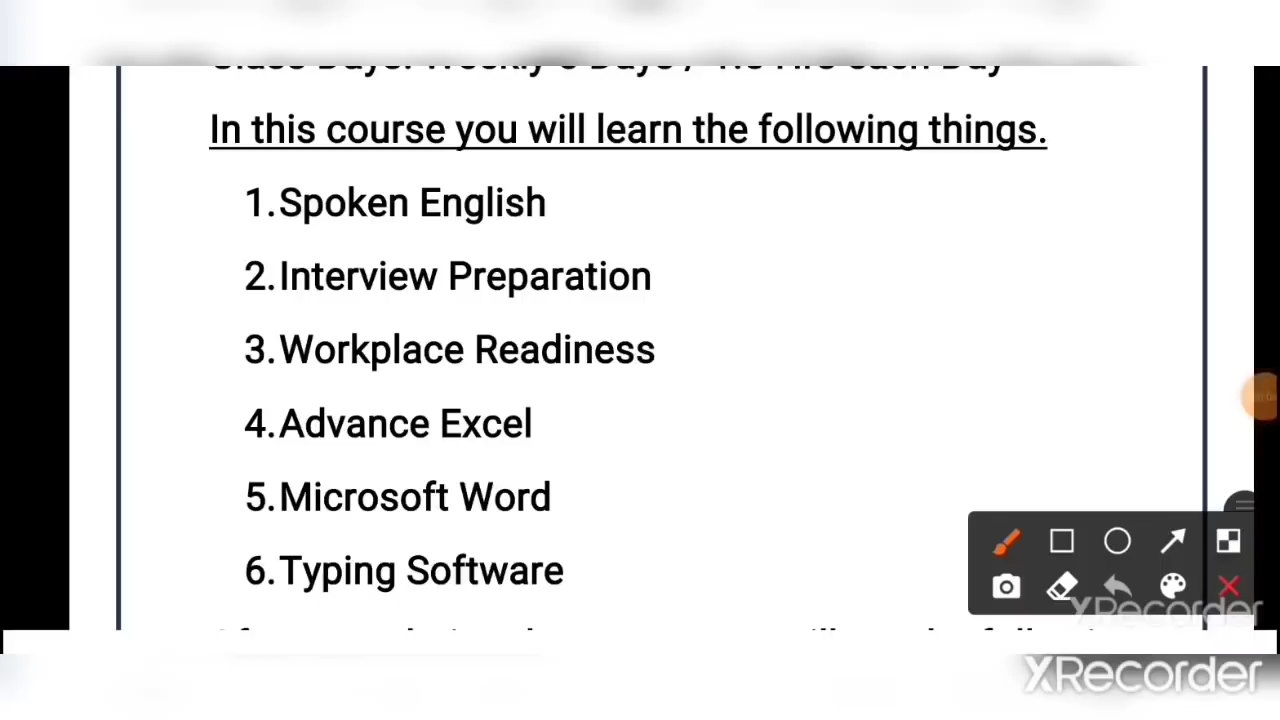 In this course you will learn the following things.
1.Spoken English
2.Interview Preparation
3.Workplace Readiness
4.Advance Excel
5.Microsoft Word
6.Typing Software
XRecorder
XRecorder